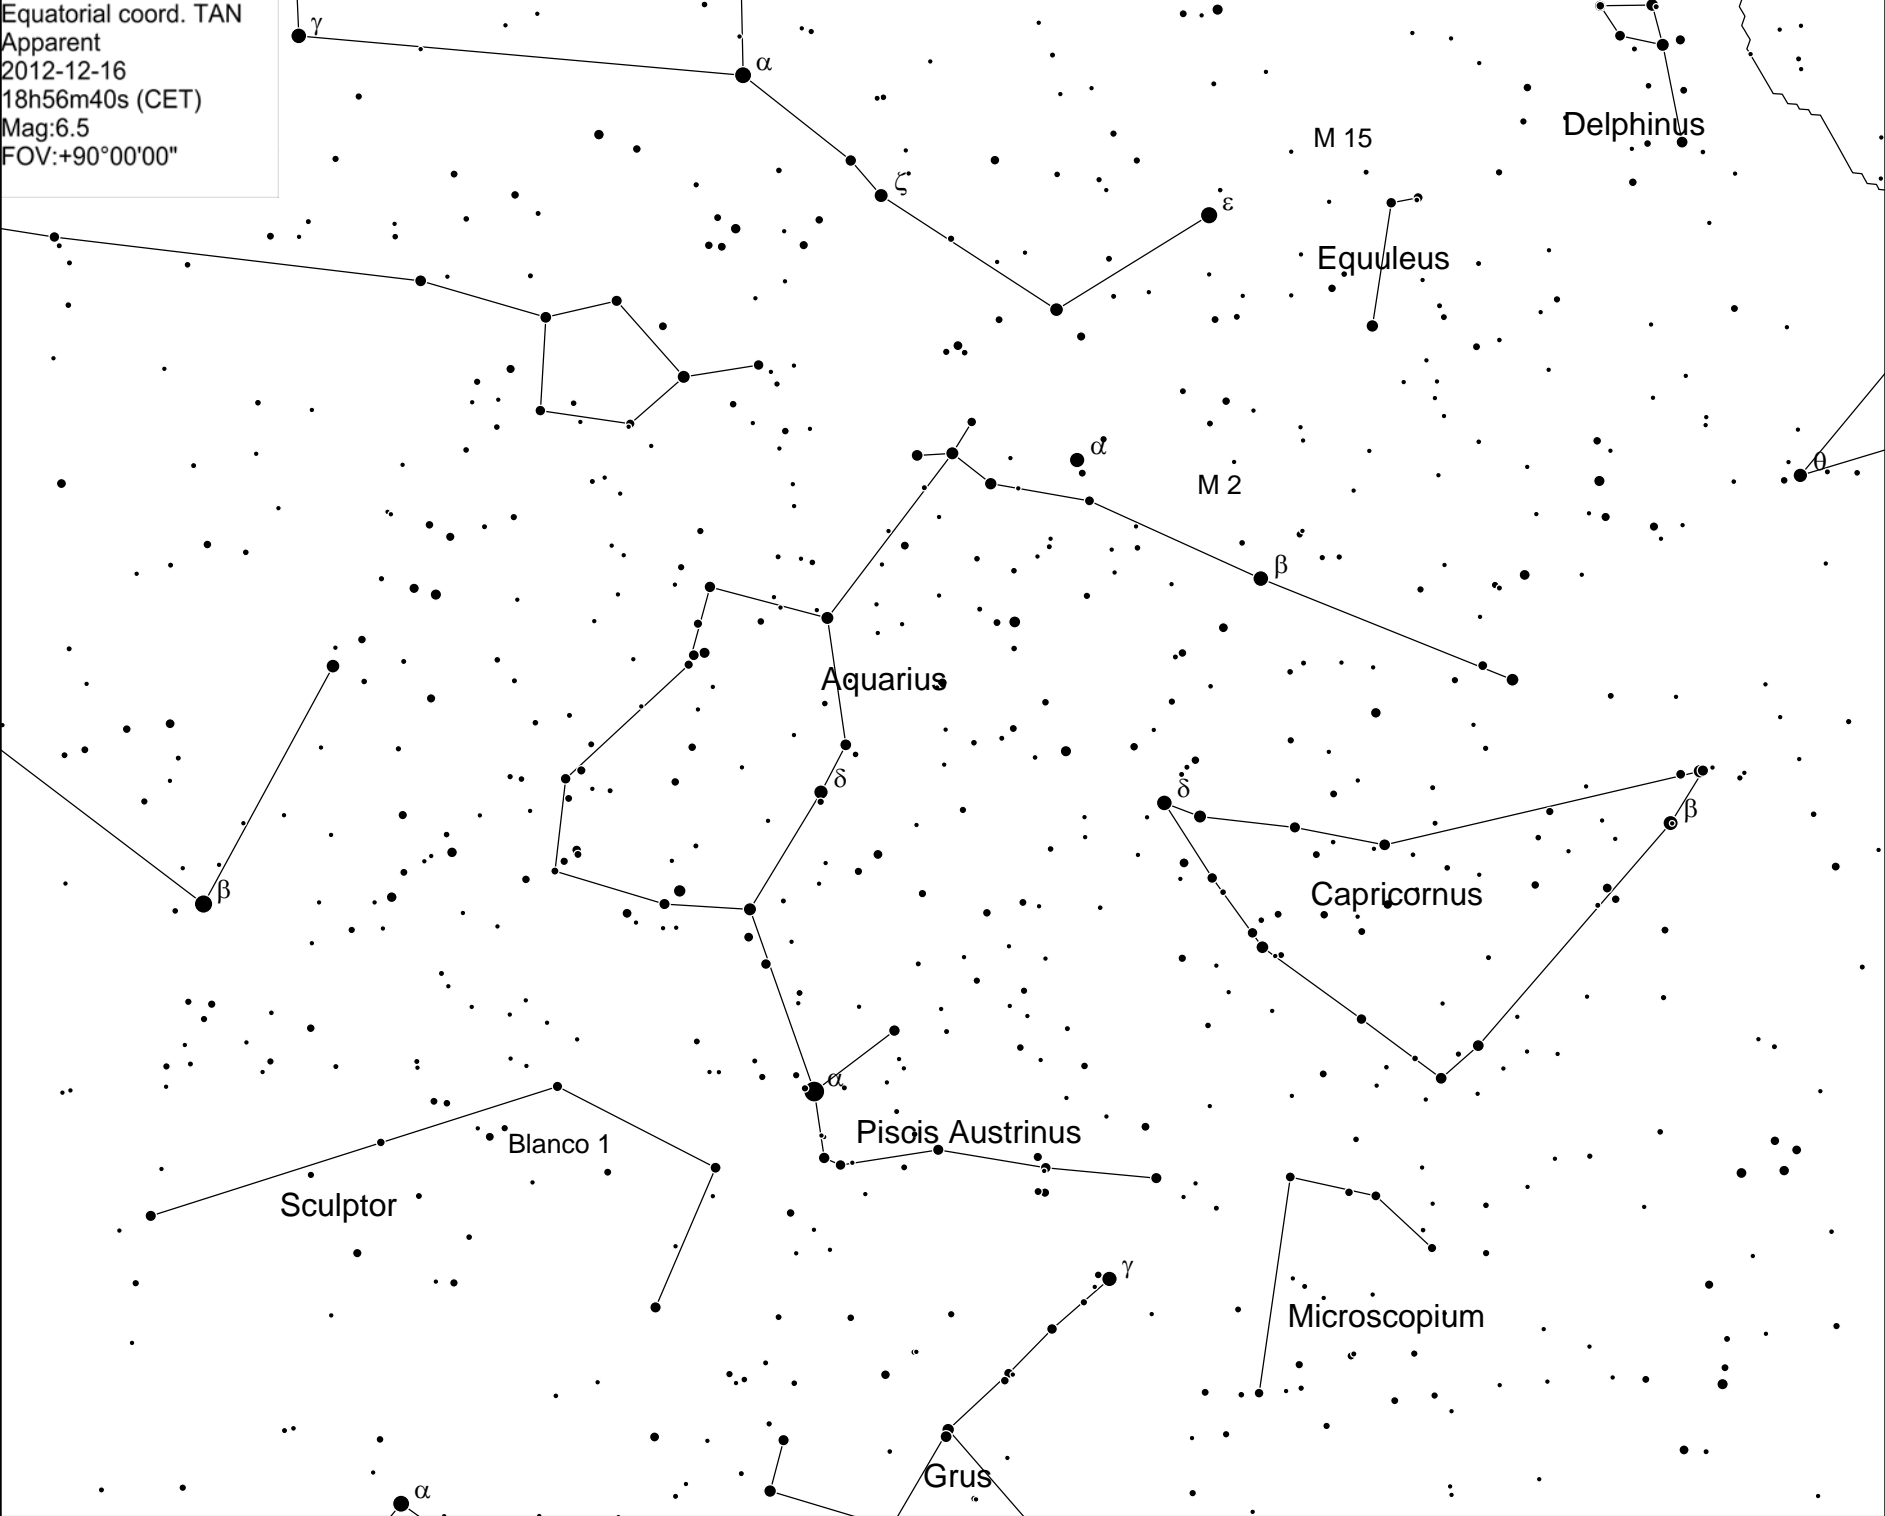 Equatorial coord. TAN
Apparent
2012-12-16
18h56m40s (CET)
Mag:6.5
FOV:+90°00'00"
γ
α
Delphinus
M 15
ζ
ε
Equuleus
α
θ
M 2
β
Aquarius
δ
δ
β
β
Capricornus
α
Piscis Austrinus
Blanco 1
Sculptor
γ
Microscopium
Grus
α